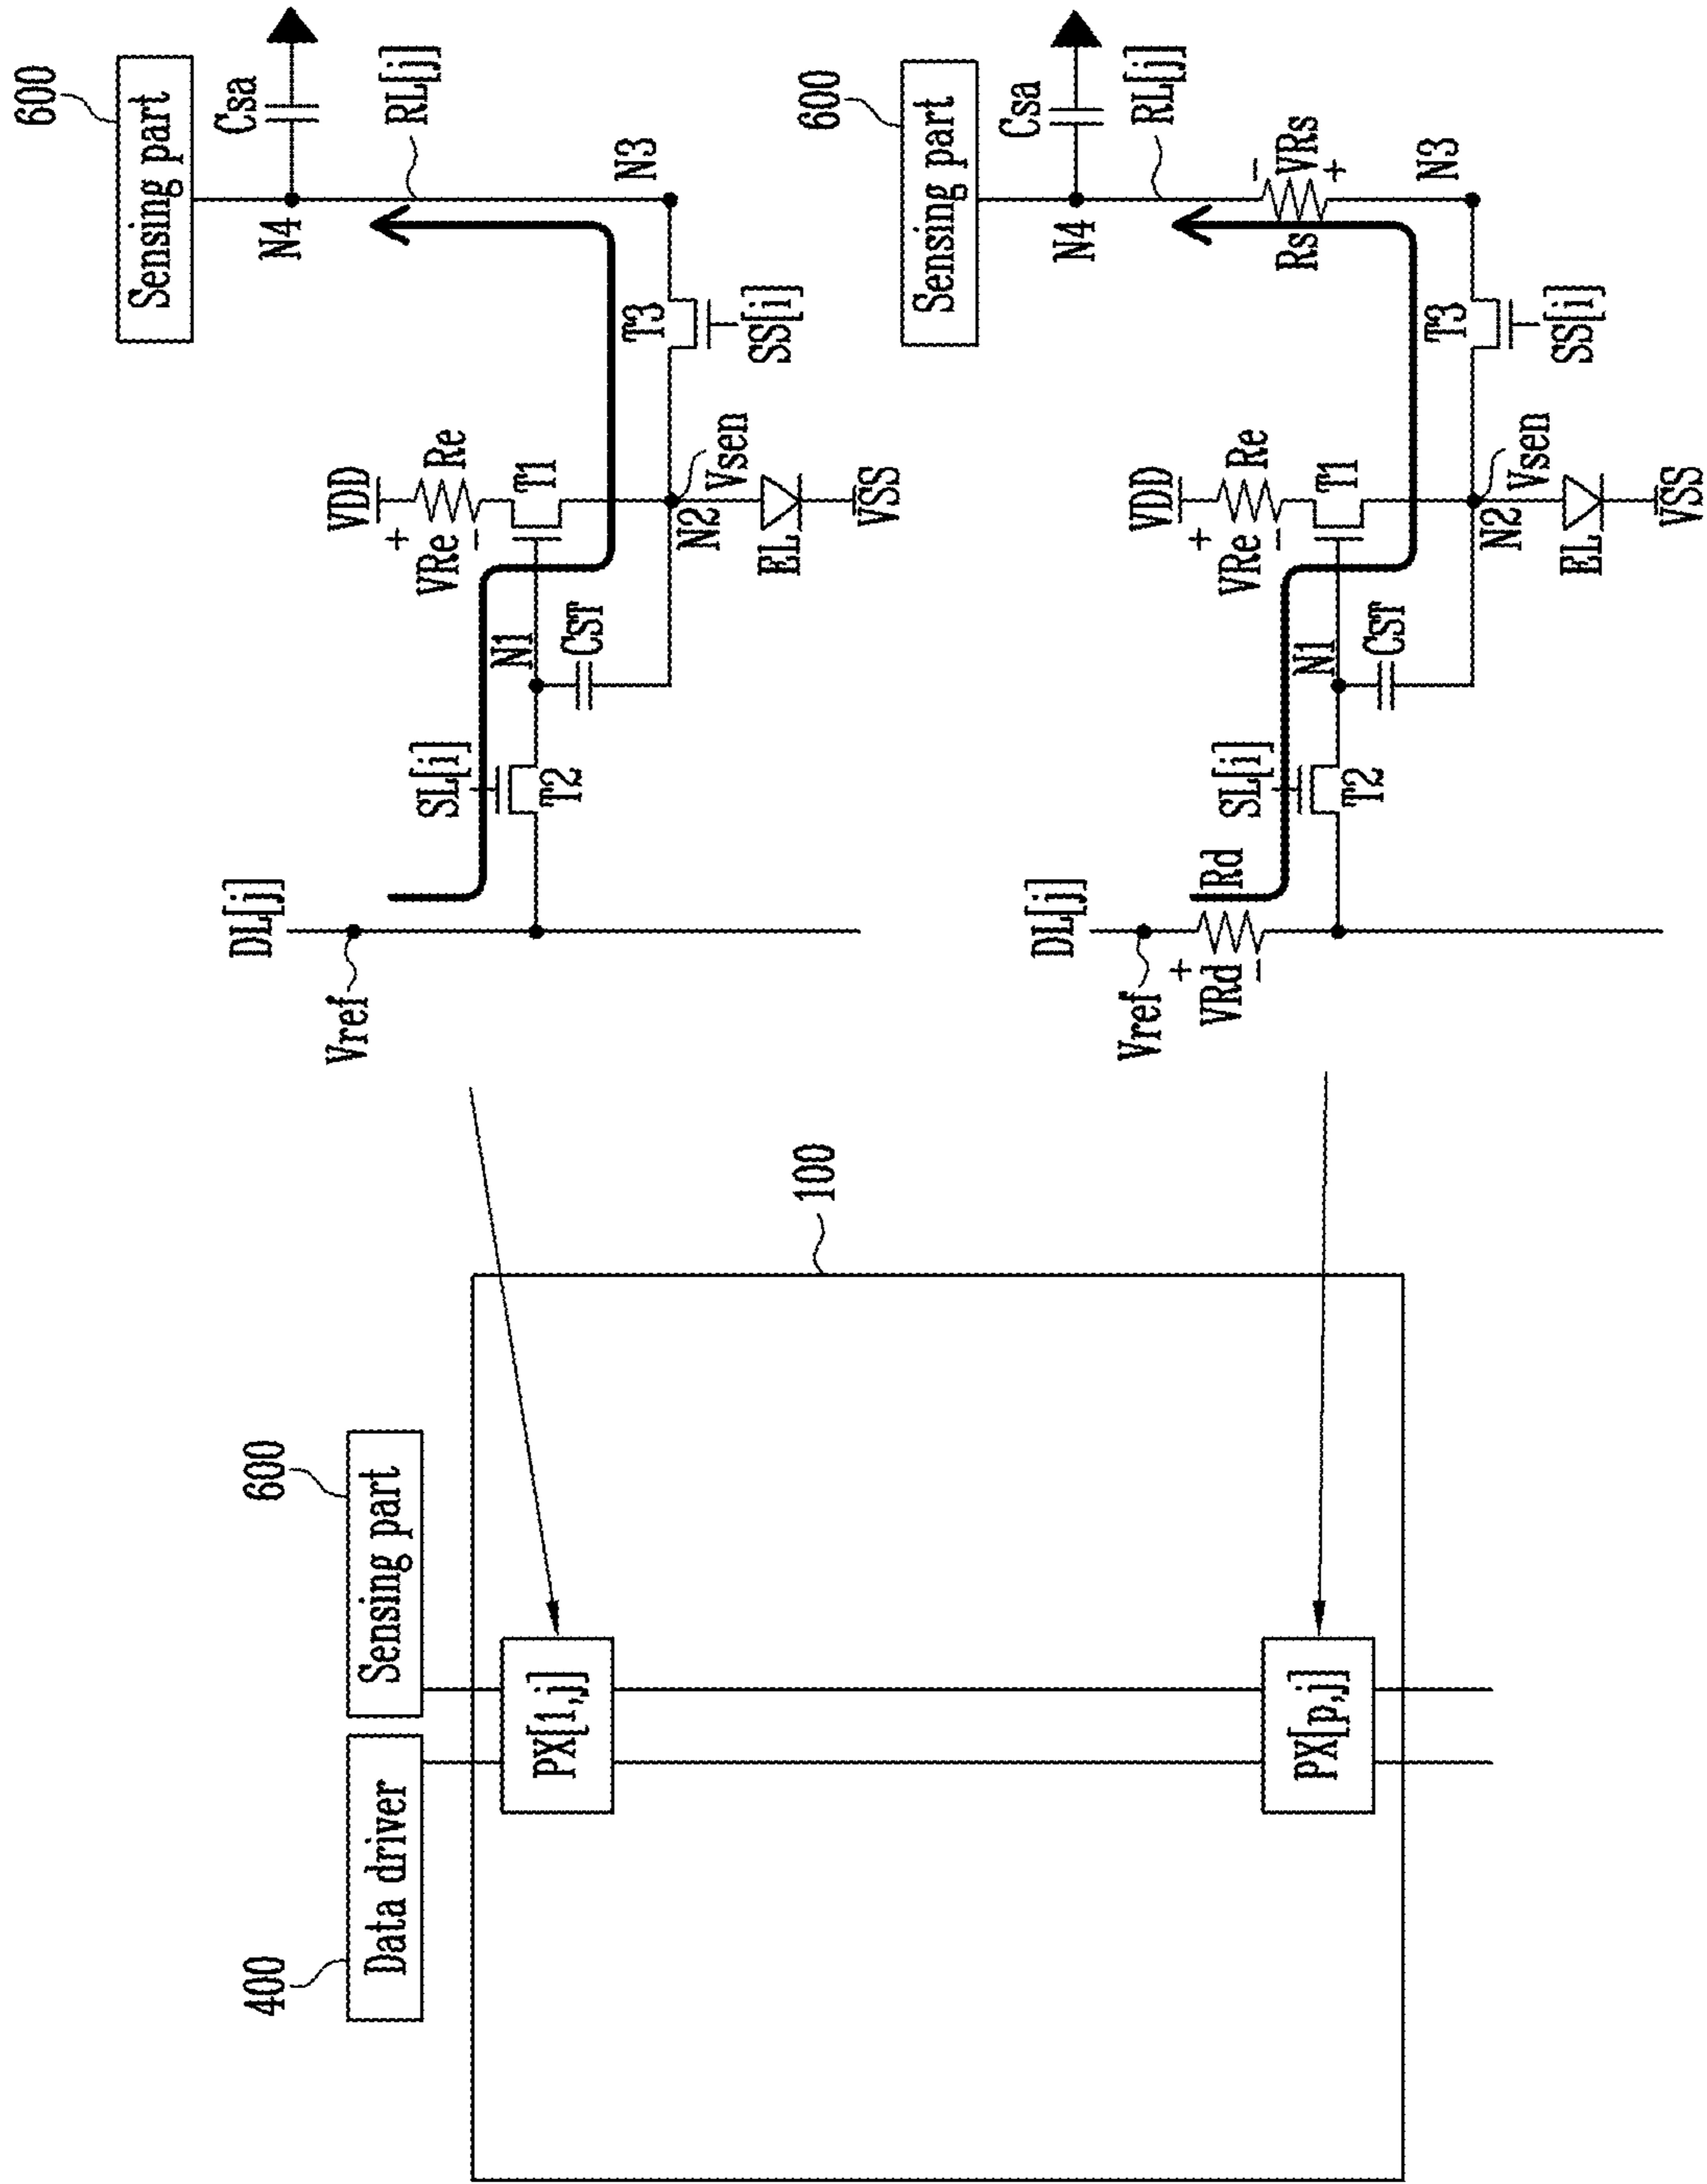 400
Data driver
600
Sensing part
100
PX[1,j]
PX[p,j]
DL[j]
Vref
SL[i]
T2
N1
CST
VDD
+
VRe
-
Re
T1
N2
Vsen
EL
VSS
T3
SS[i]
N3
RL[j]
N4
Csa
Sensing part
600
DL[j]
Vref
+
VRd
-
Rd
SL[i]
T2
N1
CST
VDD
+
VRe
-
Re
T1
N2
Vsen
EL
VSS
T3
SS[i]
N3
Rs
-
VRs
+
RL[j]
N4
Csa
Sensing part
600